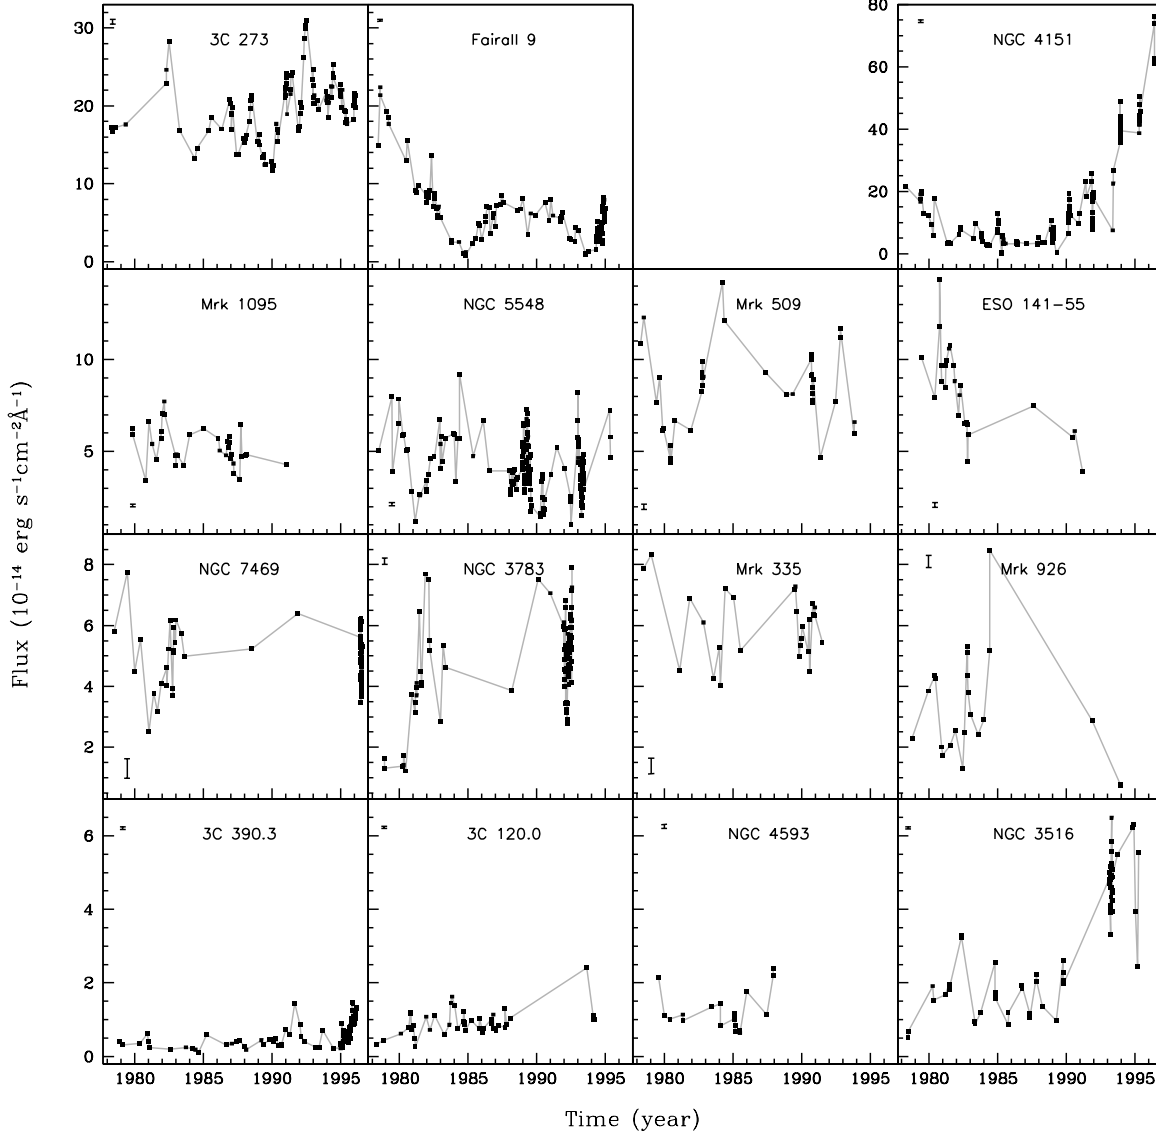 30
20
10
0
3C 273
Fairall 9
80
60
40
20
0
NGC 4151
10
5
Mrk 1095
NGC 5548
Mrk 509
ESO 141-55
8
6
4
2
NGC 7469
NGC 3783
Mrk 335
Mrk 926
6
4
2
0
3C 390.3
3C 120.0
NGC 4593
NGC 3516
1980 1985 1990 1995 1980 1985 1990 1995 1980 1985 1990 1995 1980 1985 1990 1995
Time (year)
Flux (10⁻¹⁴ erg s⁻¹cm⁻²Å⁻¹)